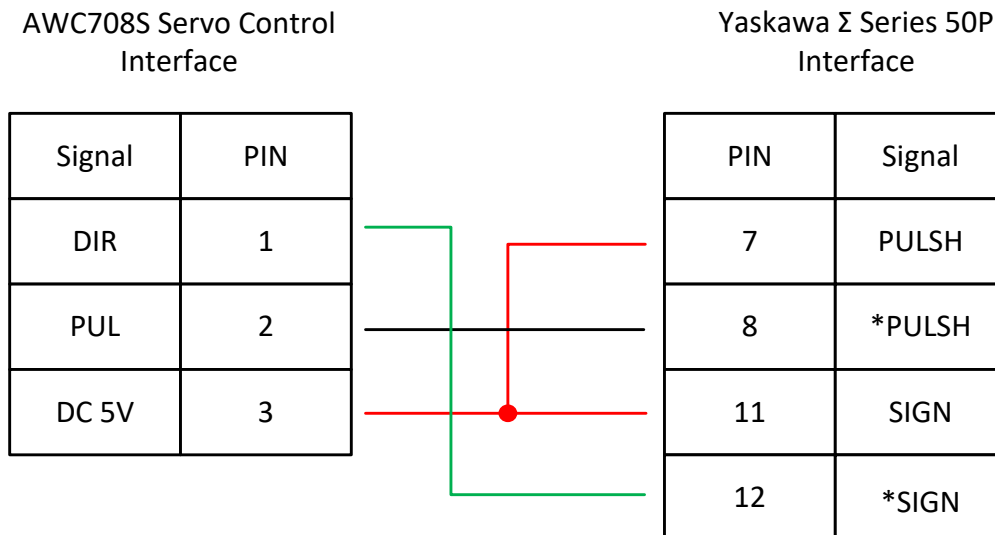 AWC708S Servo Control
Interface
Yaskawa Σ Series 50P
Interface
Signal PIN
DIR 1
PUL 2
DC 5V 3
PIN Signal
7 PULSH
8 *PULSH
11 SIGN
12 *SIGN